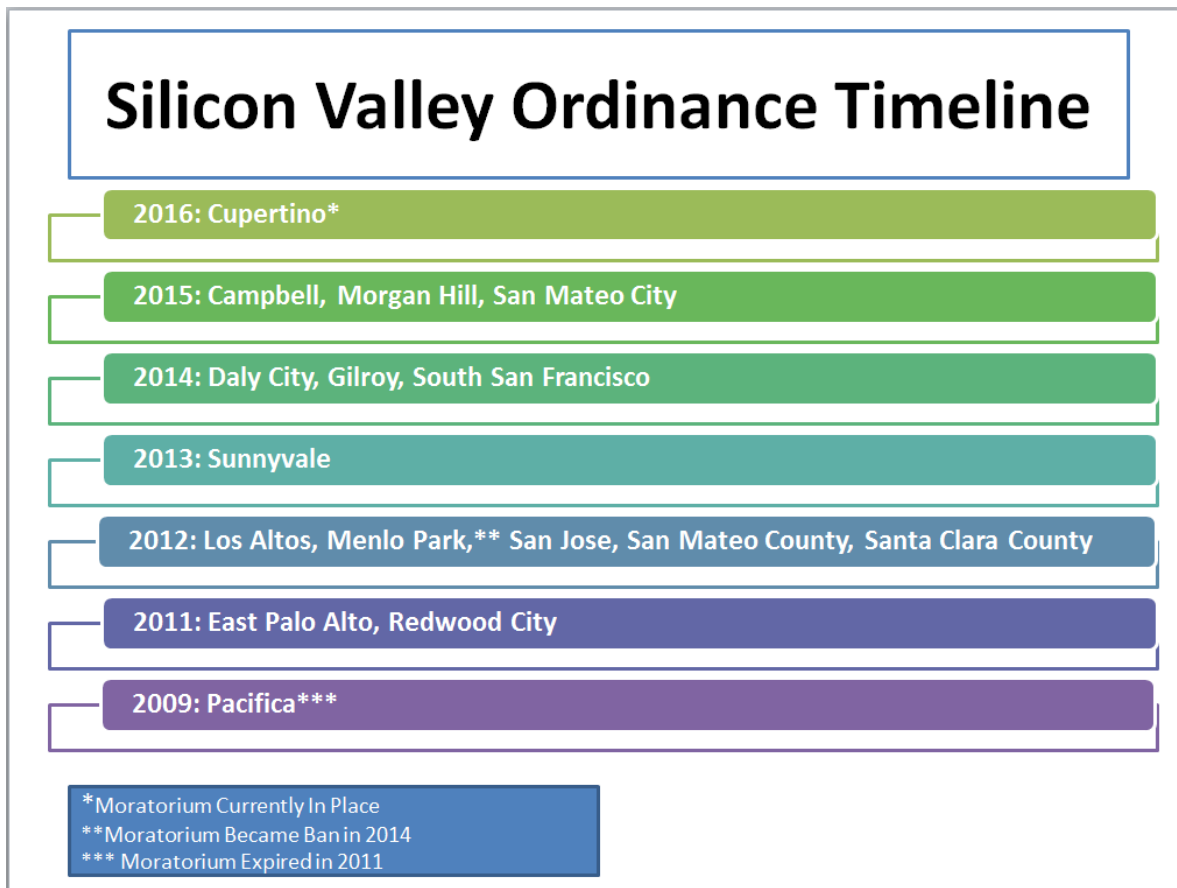 Silicon Valley Ordinance Timeline
2016: Cupertino*
2015: Campbell, Morgan Hill, San Mateo City
2014: Daly City, Gilroy, South San Francisco
2013: Sunnyvale
2012: Los Altos, Menlo Park,** San Jose, San Mateo County, Santa Clara County
2011: East Palo Alto, Redwood City
2009: Pacifica***
*Moratorium Currently In Place
**Moratorium Became Ban in 2014
*** Moratorium Expired in 2011